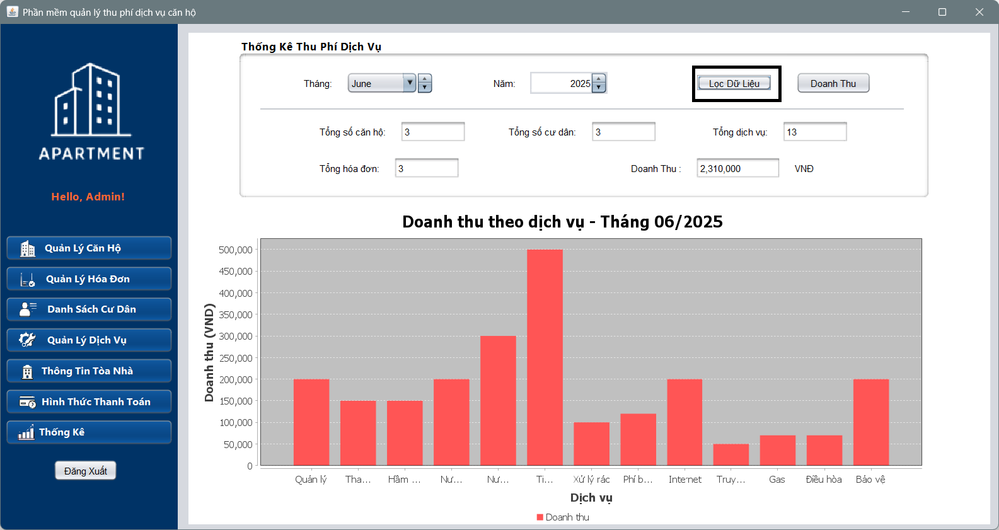 Phần mềm quản lý thu phí dịch vụ căn hộ
APARTMENT
Hello, Admin!
Quản Lý Căn Hộ
Quản Lý Hóa Đơn
Danh Sách Cư Dân
Quản Lý Dịch Vụ
Thông Tin Tòa Nhà
Hình Thức Thanh Toán
Thống Kê
Đăng Xuất
Thống Kê Thu Phí Dịch Vụ
Tháng: June Năm: 2025 Lọc Dữ Liệu Doanh Thu
Tổng số căn hộ: 3 Tổng số cư dân: 3 Tổng dịch vụ: 13
Tổng hóa đơn: 3 Doanh Thu : 2,310,000 VNĐ
Doanh thu theo dịch vụ - Tháng 06/2025
Doanh thu (VND)
500,000
450,000
400,000
350,000
300,000
250,000
200,000
150,000
100,000
50,000
0
Quản lý Tha... Hầm ... Nư... Nư... Ti... Xử lý rác Phí b... Internet Truy... Gas Điều hòa Bảo vệ
Dịch vụ
Doanh thu